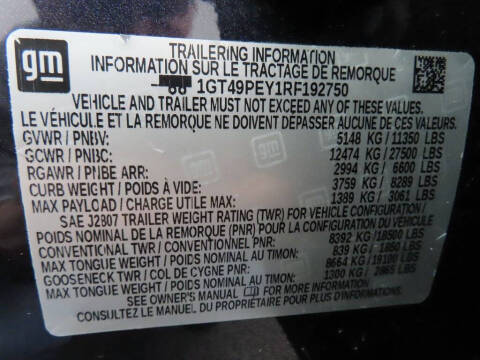 gm
TRAILERING INFORMATION
INFORMATION SUR LE TRACTAGE DE REMORQUE
1GT49PEY1RF192750
VEHICLE AND TRAILER MUST NOT EXCEED ANY OF THESE VALUES
LE VÉHICULE ET LA REMORQUE NE DOIVENT DÉPASSER AUCUNE DE CES VALEURS
GVWR / PNBV: 5148 KG / 11350 LBS
GCWR / PNBC: 12474 KG / 27500 LBS
RGAWR / PNBE ARR: 2994 KG / 6600 LBS
CURB WEIGHT / POIDS À VIDE: 3759 KG / 8289 LBS
MAX PAYLOAD / CHARGE UTILE MAX: 1389 KG / 3061 LBS
SAE J2807 TRAILER WEIGHT RATING (TWR) FOR VEHICLE CONFIGURATION /
POIDS NOMINAL DE LA REMORQUE (PNR) POUR LA CONFIGURATION DU VÉHICULE
CONVENTIONAL TWR / CONVENTIONNEL PNR: 8392 KG / 18500 LBS
MAX TONGUE WEIGHT / POIDS NOMINAL AU TIMON: 839 KG / 1850 LBS
GOOSENECK TWR / COL DE CYGNE PNR: 8664 KG / 19100 LBS
MAX TONGUE WEIGHT / POIDS NOMINAL AU TIMON: 1300 KG / 2865 LBS
SEE OWNER'S MANUAL FOR MORE INFORMATION
CONSULTEZ LE MANUEL DU PROPRIÉTAIRE POUR PLUS D'INFORMATION